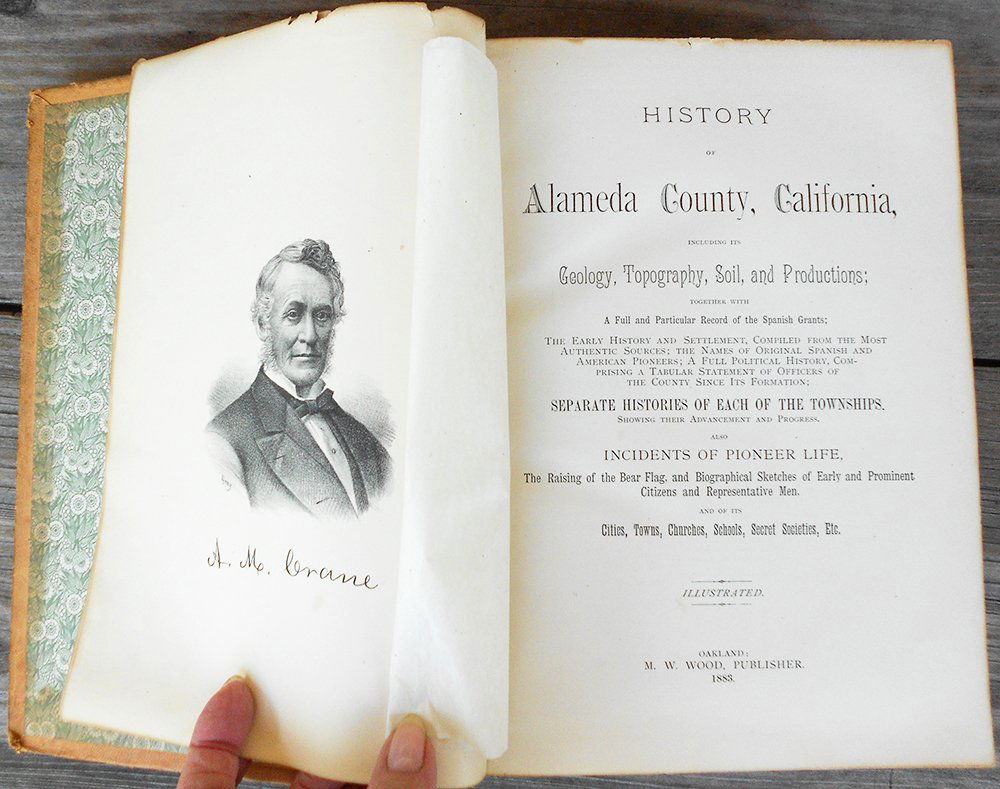 A. M. Crane
HISTORY
OF
Alameda County, California,
INCLUDING ITS
Geology, Topography, Soil, and Productions;
TOGETHER WITH
A Full and Particular Record of the Spanish Grants;
THE EARLY HISTORY AND SETTLEMENT, COMPILED FROM THE MOST
AUTHENTIC SOURCES; THE NAMES OF ORIGINAL SPANISH AND
AMERICAN PIONEERS; A FULL POLITICAL HISTORY, COM-
PRISING A TABULAR STATEMENT OF OFFICERS OF
THE COUNTY SINCE ITS FORMATION;
SEPARATE HISTORIES OF EACH OF THE TOWNSHIPS,
SHOWING THEIR ADVANCEMENT AND PROGRESS.
ALSO
INCIDENTS OF PIONEER LIFE,
The Raising of the Bear Flag, and Biographical Sketches of Early and Prominent
Citizens and Representative Men.
AND OF ITS
Cities, Towns, Churches, Schools, Secret Societies, Etc.
ILLUSTRATED.
OAKLAND:
M. W. WOOD, PUBLISHER.
1883.